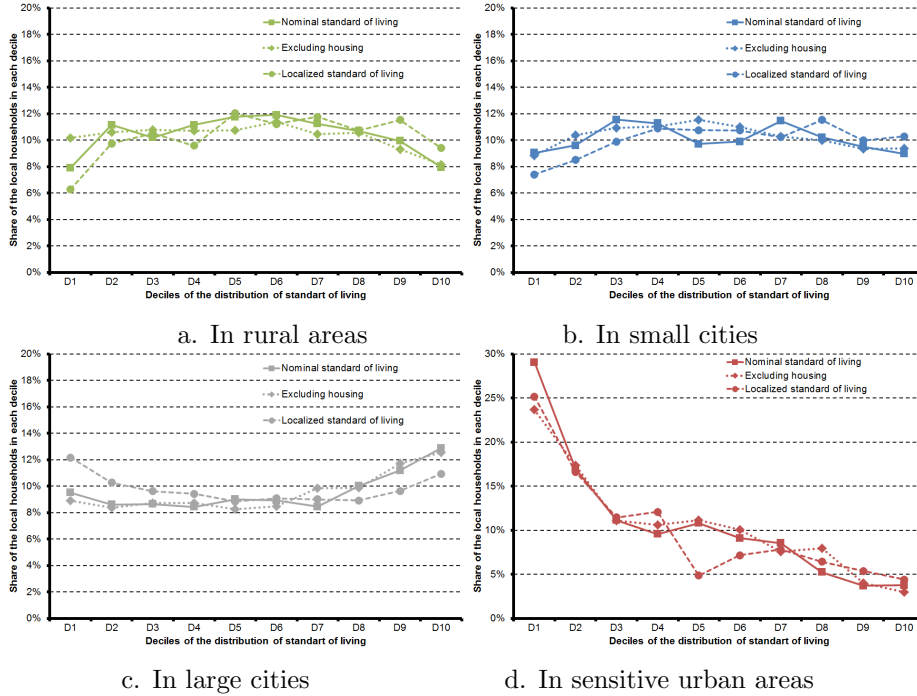 Share of the local households in each decile
20%
18%
16%
14%
12%
10%
8%
6%
4%
2%
0%
Nominal standard of living
Excluding housing
Localized standard of living
D1 D2 D3 D4 D5 D6 D7 D8 D9 D10
Deciles of the distribution of standart of living
a. In rural areas
Share of the local households in each decile
20%
18%
16%
14%
12%
10%
8%
6%
4%
2%
0%
Nominal standard of living
Excluding housing
Localized standard of living
D1 D2 D3 D4 D5 D6 D7 D8 D9 D10
Deciles of the distribution of standart of living
b. In small cities
Share of the local households in each decile
20%
18%
16%
14%
12%
10%
8%
6%
4%
2%
0%
Nominal standard of living
Excluding housing
Localized standard of living
D1 D2 D3 D4 D5 D6 D7 D8 D9 D10
Deciles of the distribution of standart of living
c. In large cities
Share of the local households in each decile
30%
25%
20%
15%
10%
5%
0%
Nominal standard of living
Excluding housing
Localized standard of living
D1 D2 D3 D4 D5 D6 D7 D8 D9 D10
Deciles of the distribution of standart of living
d. In sensitive urban areas